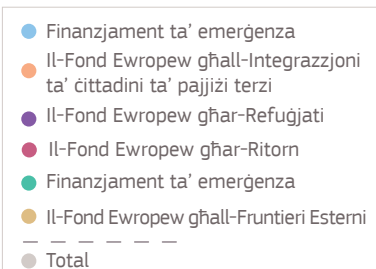 Finanzjament ta' emerġenza
Il-Fond Ewropew għall-Integrazzjoni
ta' ċittadini ta' pajjiżi terzi
Il-Fond Ewropew għar-Refuġjati
Il-Fond Ewropew għar-Ritorn
Finanzjament ta' emerġenza
Il-Fond Ewropew għall-Fruntieri Esterni
Total